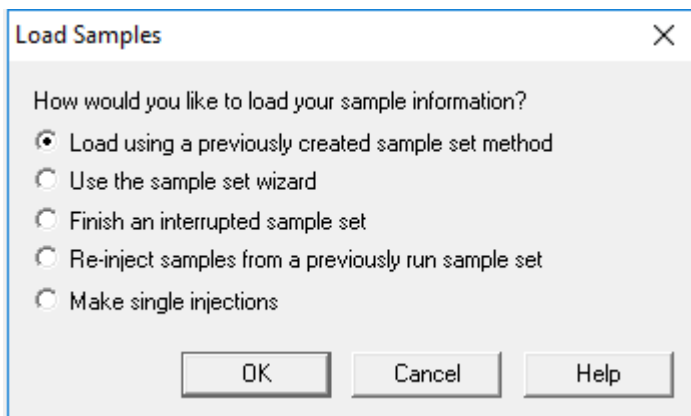 Load Samples
How would you like to load your sample information?
Load using a previously created sample set method
Use the sample set wizard
Finish an interrupted sample set
Re-inject samples from a previously run sample set
Make single injections
OK Cancel Help